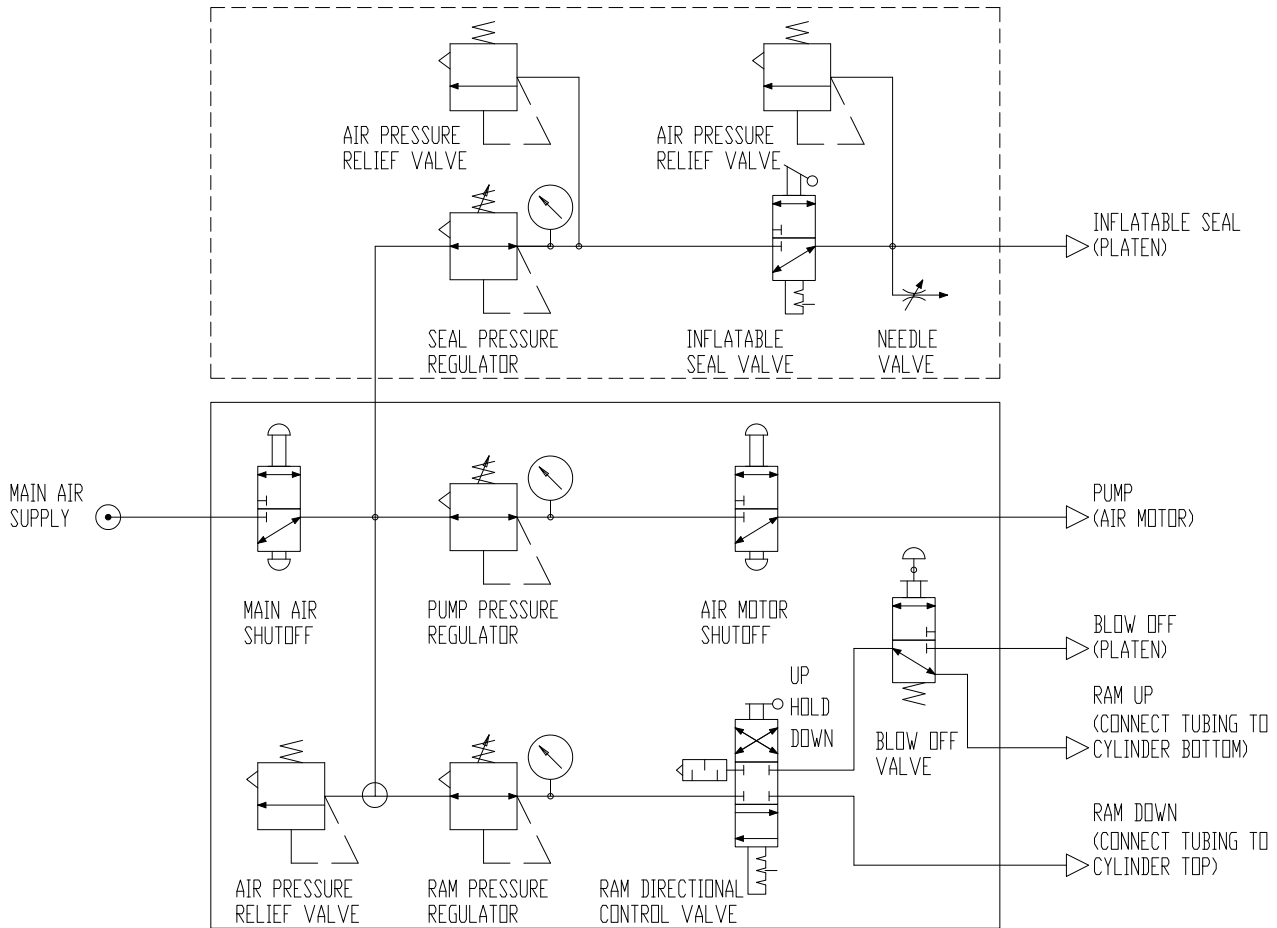 AIR PRESSURE
RELIEF VALVE
AIR PRESSURE
RELIEF VALVE
INFLATABLE SEAL
(PLATEN)
SEAL PRESSURE
REGULATOR
INFLATABLE
SEAL VALVE
NEEDLE
VALVE
MAIN AIR
SUPPLY
PUMP
(AIR MOTOR)
MAIN AIR
SHUTOFF
PUMP PRESSURE
REGULATOR
AIR MOTOR
SHUTOFF
BLOW OFF
(PLATEN)
UP
HOLD
DOWN
BLOW OFF
VALVE
RAM UP
(CONNECT TUBING TO
CYLINDER BOTTOM)
RAM DOWN
(CONNECT TUBING TO
CYLINDER TOP)
AIR PRESSURE
RELIEF VALVE
RAM PRESSURE
REGULATOR
RAM DIRECTIONAL
CONTROL VALVE